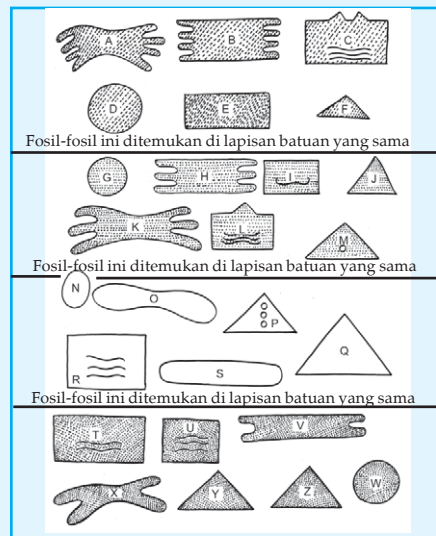 A B C
D E F
Fosil-fosil ini ditemukan di lapisan batuan yang sama
G H I J
K L M
Fosil-fosil ini ditemukan di lapisan batuan yang sama
N O P Q
R S
Fosil-fosil ini ditemukan di lapisan batuan yang sama
T U V
X Y Z W